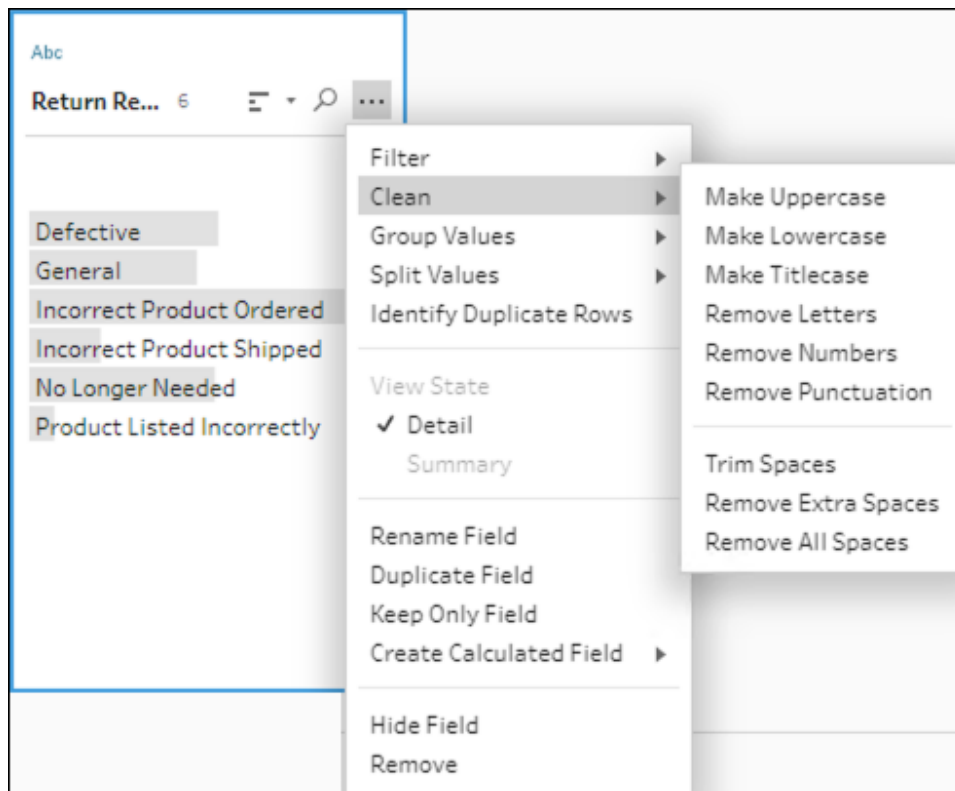 Abc
Return Re... 6
Defective
General
Incorrect Product Ordered
Incorrect Product Shipped
No Longer Needed
Product Listed Incorrectly
Filter
Clean
Group Values
Split Values
Identify Duplicate Rows
View State
Detail
Summary
Rename Field
Duplicate Field
Keep Only Field
Create Calculated Field
Hide Field
Remove
Make Uppercase
Make Lowercase
Make Titlecase
Remove Letters
Remove Numbers
Remove Punctuation
Trim Spaces
Remove Extra Spaces
Remove All Spaces